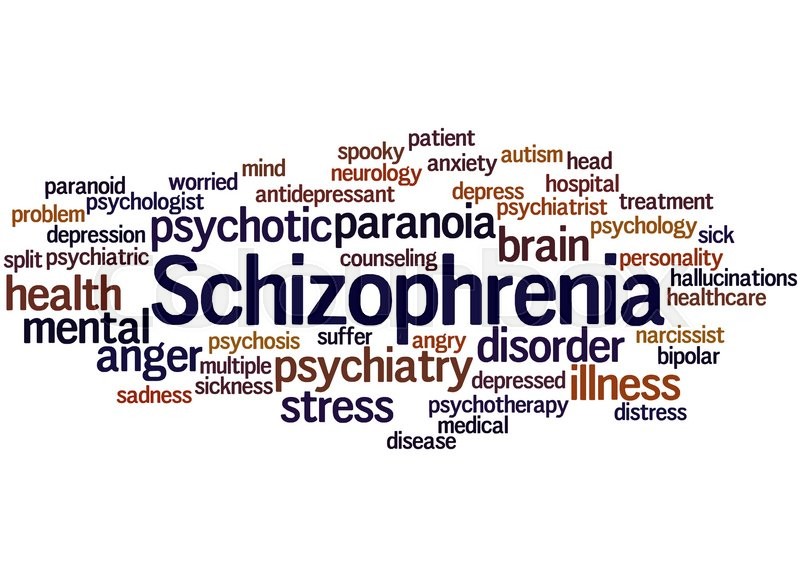 patient
spooky
anxiety
autism
head
mind
neurology
paranoid
worried
antidepressant
depress
hospital
psychologist
psychiatrist
treatment
problem
psychotic
paranoia
psychology
depression
brain
sick
split
psychiatric
counseling
personality
hallucinations
health
Schizophrenia
healthcare
mental
psychosis
suffer
angry
disorder
narcissist
anger
multiple
psychiatry
bipolar
sadness
sickness
depressed
illness
stress
psychotherapy
distress
medical
disease